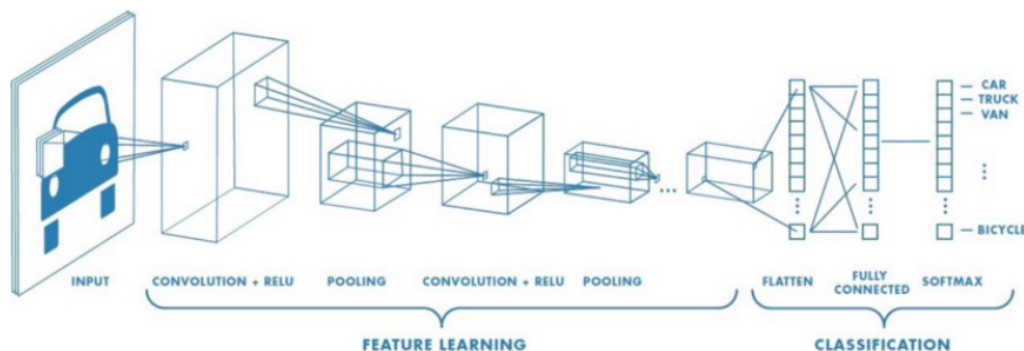 CAR
TRUCK
VAN
BICYCLE
INPUT
CONVOLUTION + RELU
POOLING
CONVOLUTION + RELU
POOLING
FLATTEN
FULLY
CONNECTED
SOFTMAX
FEATURE LEARNING
CLASSIFICATION